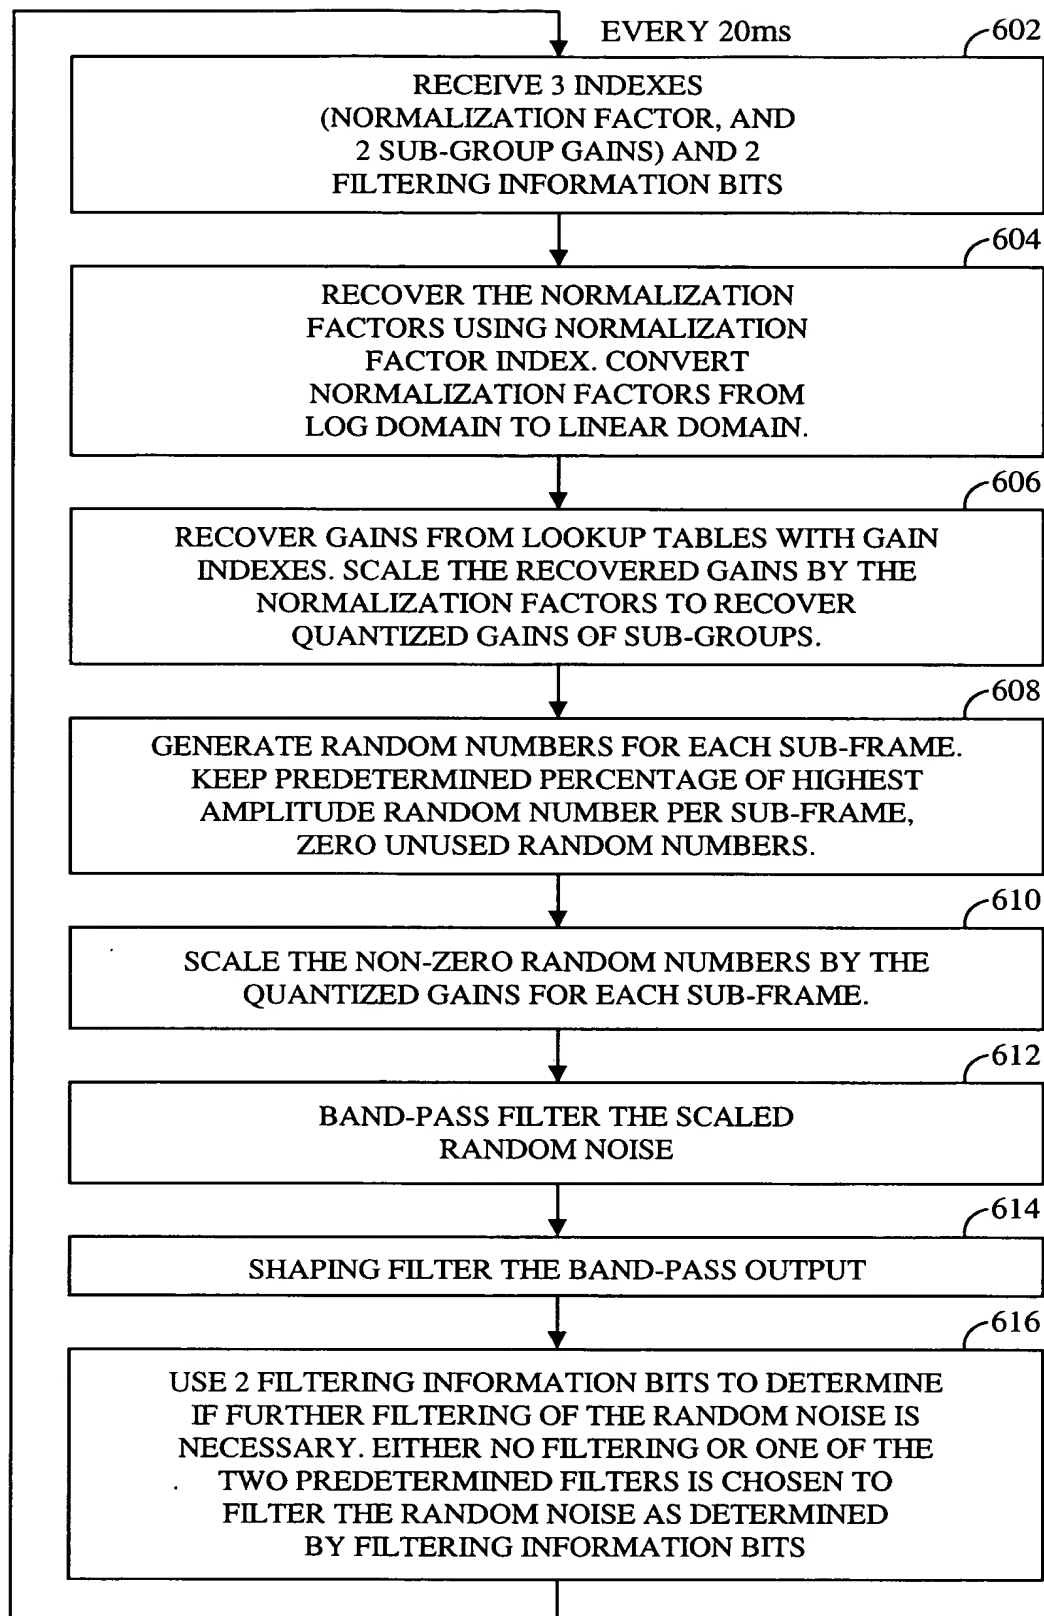 EVERY 20ms
602
RECEIVE 3 INDEXES
(NORMALIZATION FACTOR, AND
2 SUB-GROUP GAINS) AND 2
FILTERING INFORMATION BITS
604
RECOVER THE NORMALIZATION
FACTORS USING NORMALIZATION
FACTOR INDEX. CONVERT
NORMALIZATION FACTORS FROM
LOG DOMAIN TO LINEAR DOMAIN.
606
RECOVER GAINS FROM LOOKUP TABLES WITH GAIN
INDEXES. SCALE THE RECOVERED GAINS BY THE
NORMALIZATION FACTORS TO RECOVER
QUANTIZED GAINS OF SUB-GROUPS.
608
GENERATE RANDOM NUMBERS FOR EACH SUB-FRAME.
KEEP PREDETERMINED PERCENTAGE OF HIGHEST
AMPLITUDE RANDOM NUMBER PER SUB-FRAME,
ZERO UNUSED RANDOM NUMBERS.
610
SCALE THE NON-ZERO RANDOM NUMBERS BY THE
QUANTIZED GAINS FOR EACH SUB-FRAME.
612
BAND-PASS FILTER THE SCALED
RANDOM NOISE
614
SHAPING FILTER THE BAND-PASS OUTPUT
616
USE 2 FILTERING INFORMATION BITS TO DETERMINE
IF FURTHER FILTERING OF THE RANDOM NOISE IS
NECESSARY. EITHER NO FILTERING OR ONE OF THE
TWO PREDETERMINED FILTERS IS CHOSEN TO
FILTER THE RANDOM NOISE AS DETERMINED
BY FILTERING INFORMATION BITS